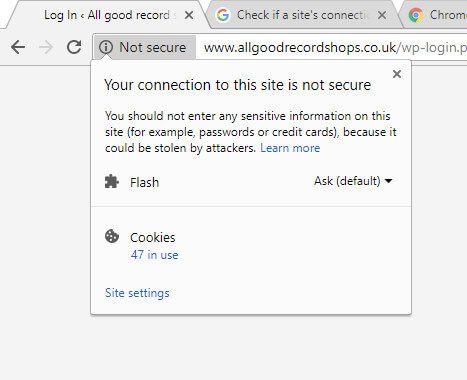 Log In ‹ All good record s
Check if a site's connectio
Chrome
Not secure
www.allgoodrecordshops.co.uk/wp-login.p
Your connection to this site is not secure
You should not enter any sensitive information on this
site (for example, passwords or credit cards), because it
could be stolen by attackers. Learn more
Flash
Ask (default)
Cookies
47 in use
Site settings